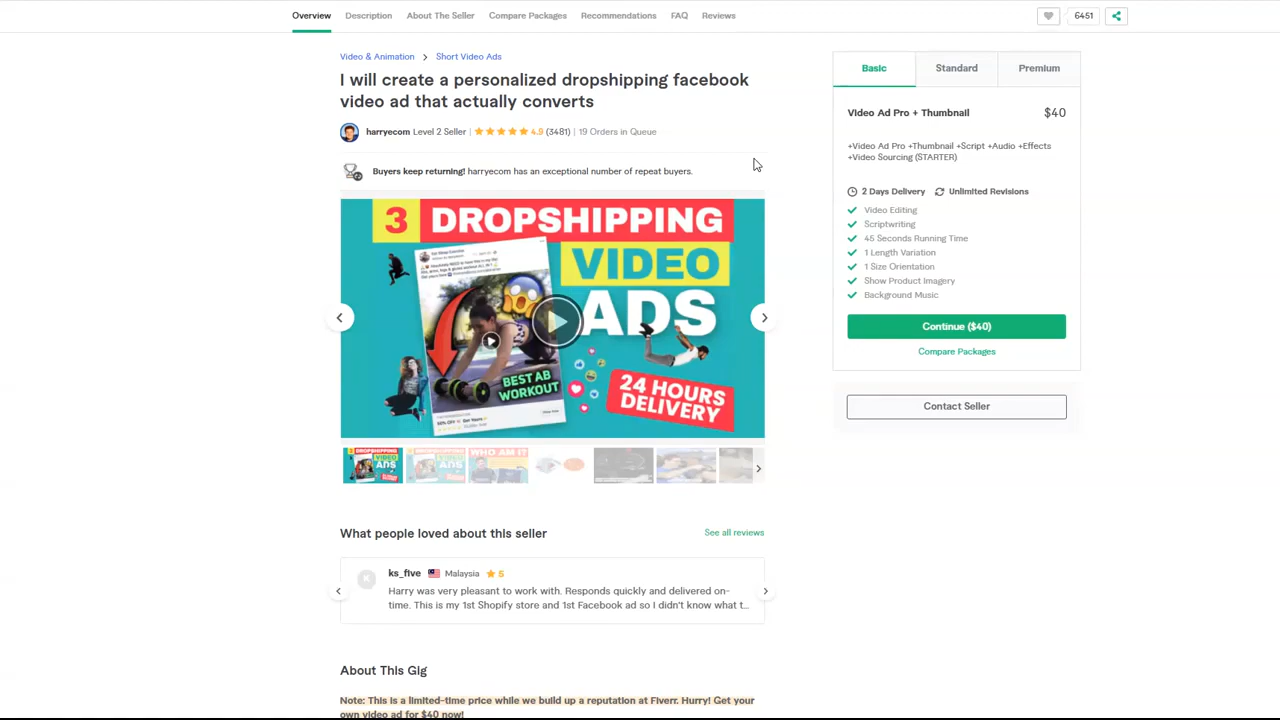 Overview Description About The Seller Compare Packages Recommendations FAQ Reviews 6451
Video & Animation > Short Video Ads
I will create a personalized dropshipping facebook
video ad that actually converts
harryecom Level 2 Seller | 4.9 (3481) | 19 Orders in Queue
Buyers keep returning! harryecom has an exceptional number of repeat buyers.
3 DROPSHIPPING
VIDEO
ADS
BEST AB
WORKOUT
24 HOURS
DELIVERY
WHO AM I?
What people loved about this seller
See all reviews
K
ks_five Malaysia 5
Harry was very pleasant to work with. Responds quickly and delivered on-
time. This is my 1st Shopify store and 1st Facebook ad so I didn't know what t...
About This Gig
Note: This is a limited-time price while we build up a reputation at Fiverr. Hurry! Get your
own video ad for $40 now!
Basic Standard Premium
Video Ad Pro + Thumbnail $40
+Video Ad Pro +Thumbnail +Script +Audio +Effects
+Video Sourcing (STARTER)
2 Days Delivery Unlimited Revisions
Video Editing
Scriptwriting
45 Seconds Running Time
1 Length Variation
1 Size Orientation
Show Product Imagery
Background Music
Continue ($40)
Compare Packages
Contact Seller